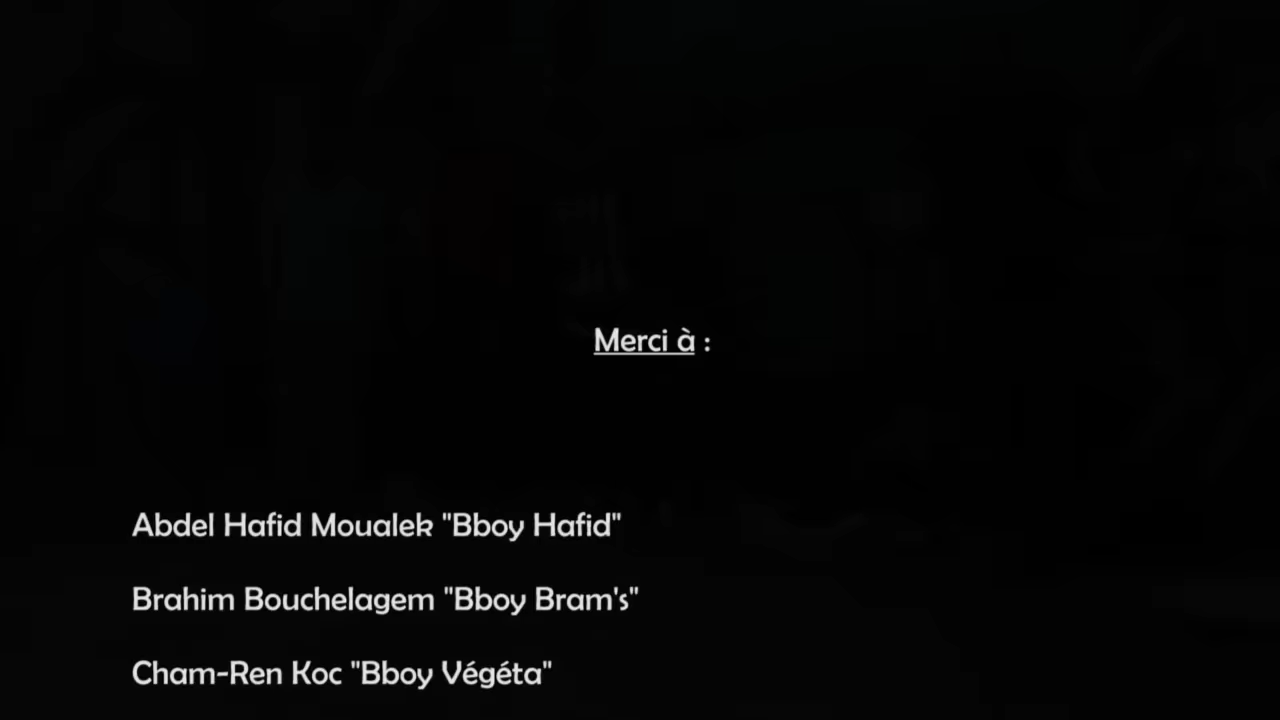 Merci à :
Abdel Hafid Moualek "Bboy Hafid"
Brahim Bouchelagem "Bboy Bram's"
Cham-Ren Koc "Bboy Végéta"